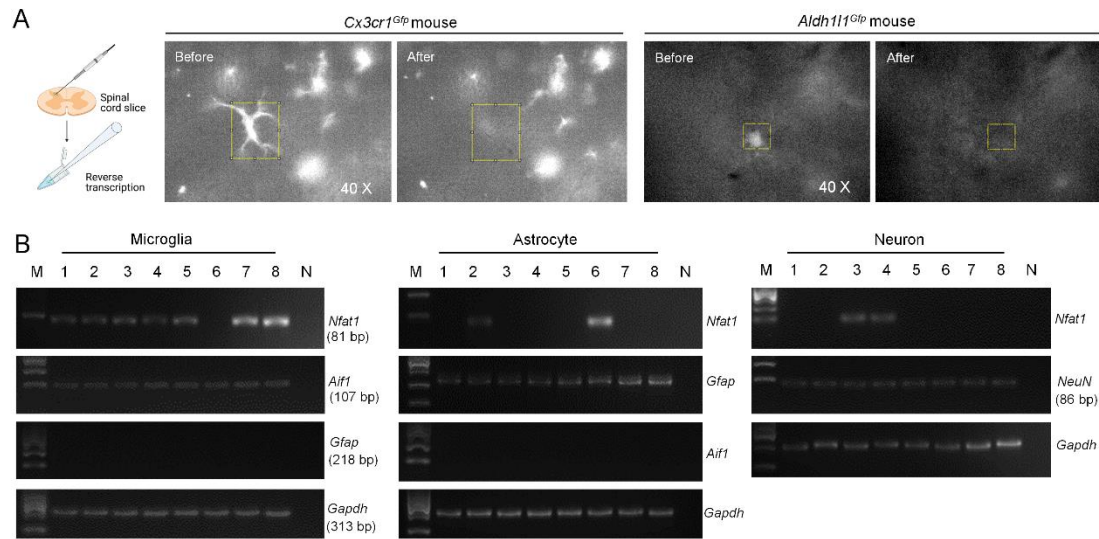 A
Cx3cr1Gfp mouse
Aldh1l1Gfp mouse
Before
After
Before
After
Spinal
cord slice
Reverse
transcription
40 X
40 X
B
Microglia
Astrocyte
Neuron
M 1 2 3 4 5 6 7 8 N
M 1 2 3 4 5 6 7 8 N
M 1 2 3 4 5 6 7 8 N
Nfat1
(81 bp)
Nfat1
Nfat1
Aif1
(107 bp)
Gfap
NeuN
(86 bp)
Gfap
(218 bp)
Aif1
Gapdh
Gapdh
(313 bp)
Gapdh